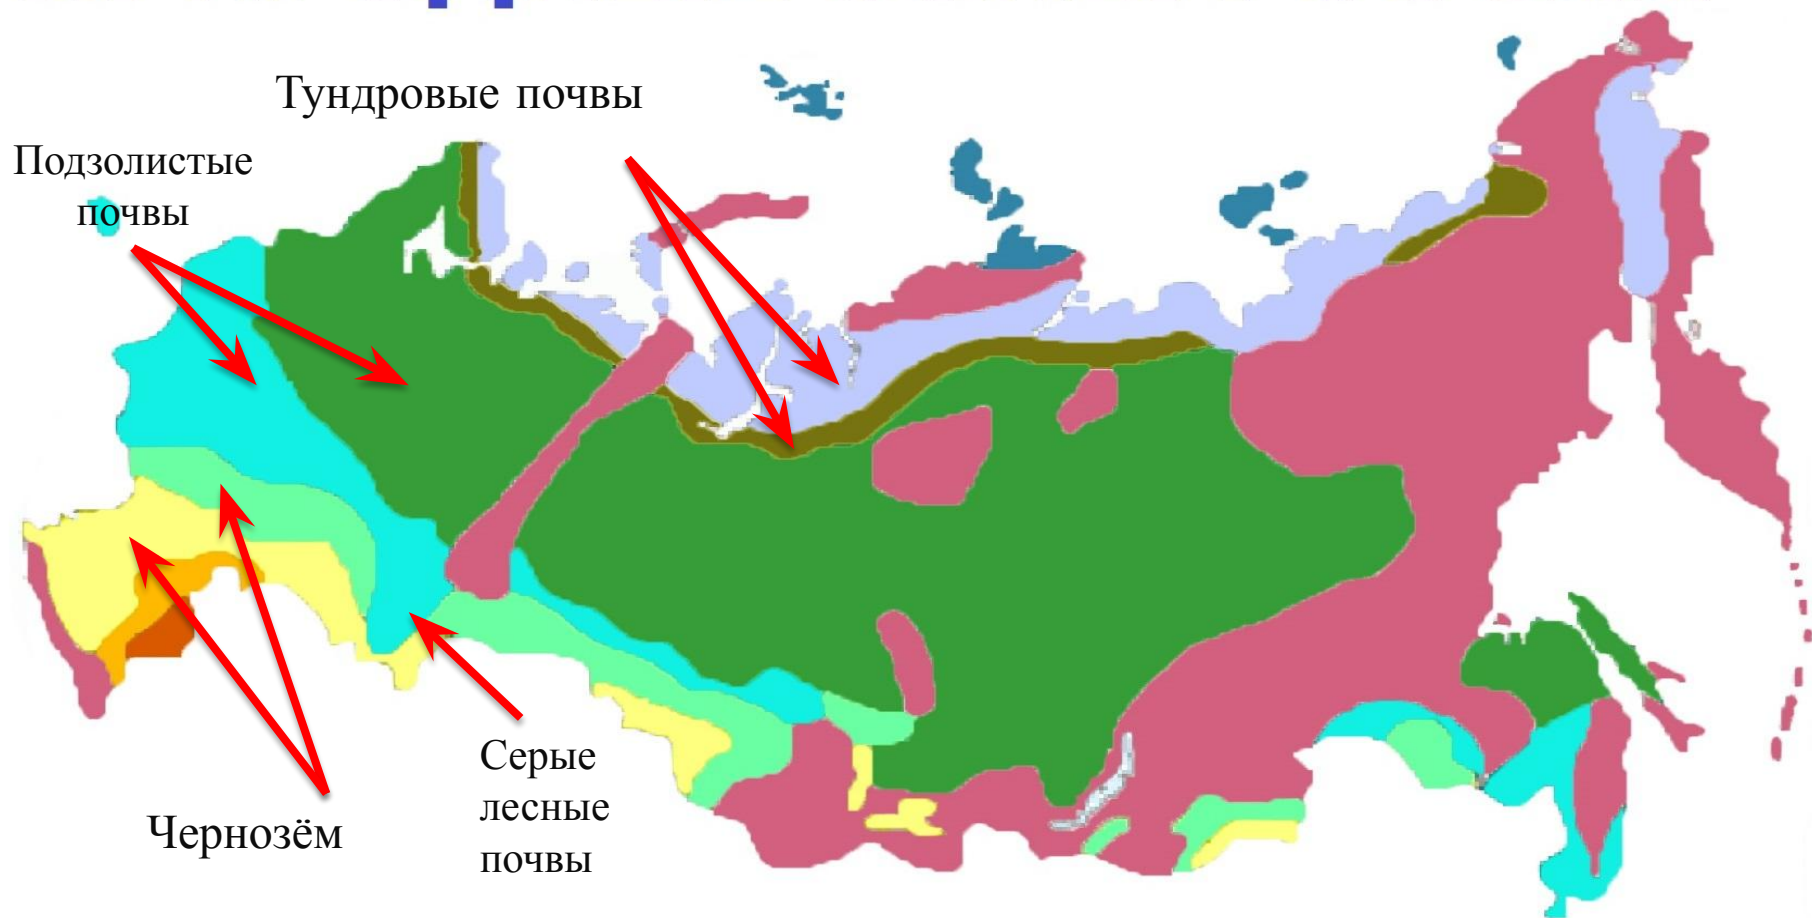 Тундровые почвы
Подзолистые
почвы
Серые
лесные
почвы
Чернозём